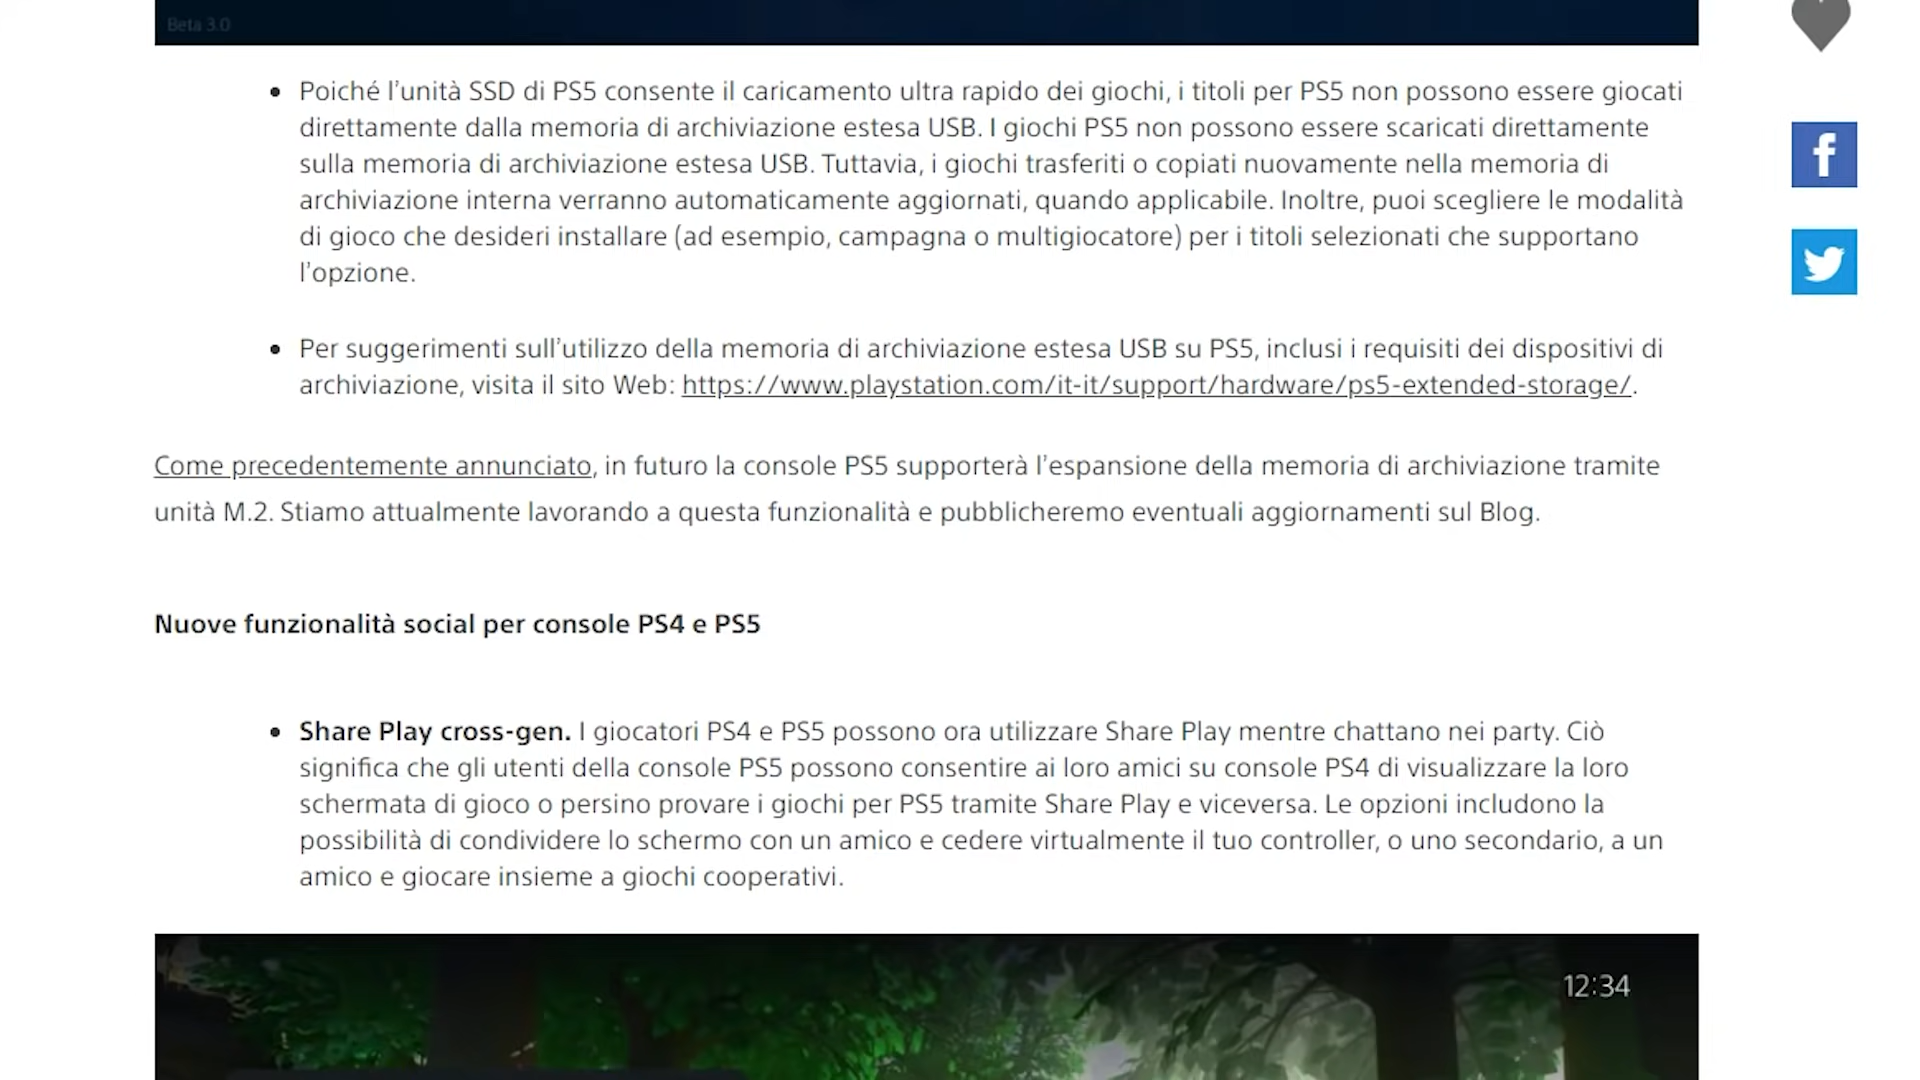 Beta 3.0
Poiché l’unità SSD di PS5 consente il caricamento ultra rapido dei giochi, i titoli per PS5 non possono essere giocati
direttamente dalla memoria di archiviazione estesa USB. I giochi PS5 non possono essere scaricati direttamente
sulla memoria di archiviazione estesa USB. Tuttavia, i giochi trasferiti o copiati nuovamente nella memoria di
archiviazione interna verranno automaticamente aggiornati, quando applicabile. Inoltre, puoi scegliere le modalità
di gioco che desideri installare (ad esempio, campagna o multigiocatore) per i titoli selezionati che supportano
l’opzione.
Per suggerimenti sull’utilizzo della memoria di archiviazione estesa USB su PS5, inclusi i requisiti dei dispositivi di
archiviazione, visita il sito Web: https://www.playstation.com/it-it/support/hardware/ps5-extended-storage/.
Come precedentemente annunciato, in futuro la console PS5 supporterà l’espansione della memoria di archiviazione tramite
unità M.2. Stiamo attualmente lavorando a questa funzionalità e pubblicheremo eventuali aggiornamenti sul Blog.
Nuove funzionalità social per console PS4 e PS5
Share Play cross-gen. I giocatori PS4 e PS5 possono ora utilizzare Share Play mentre chattano nei party. Ciò
significa che gli utenti della console PS5 possono consentire ai loro amici su console PS4 di visualizzare la loro
schermata di gioco o persino provare i giochi per PS5 tramite Share Play e viceversa. Le opzioni includono la
possibilità di condividere lo schermo con un amico e cedere virtualmente il tuo controller, o uno secondario, a un
amico e giocare insieme a giochi cooperativi.
12:34